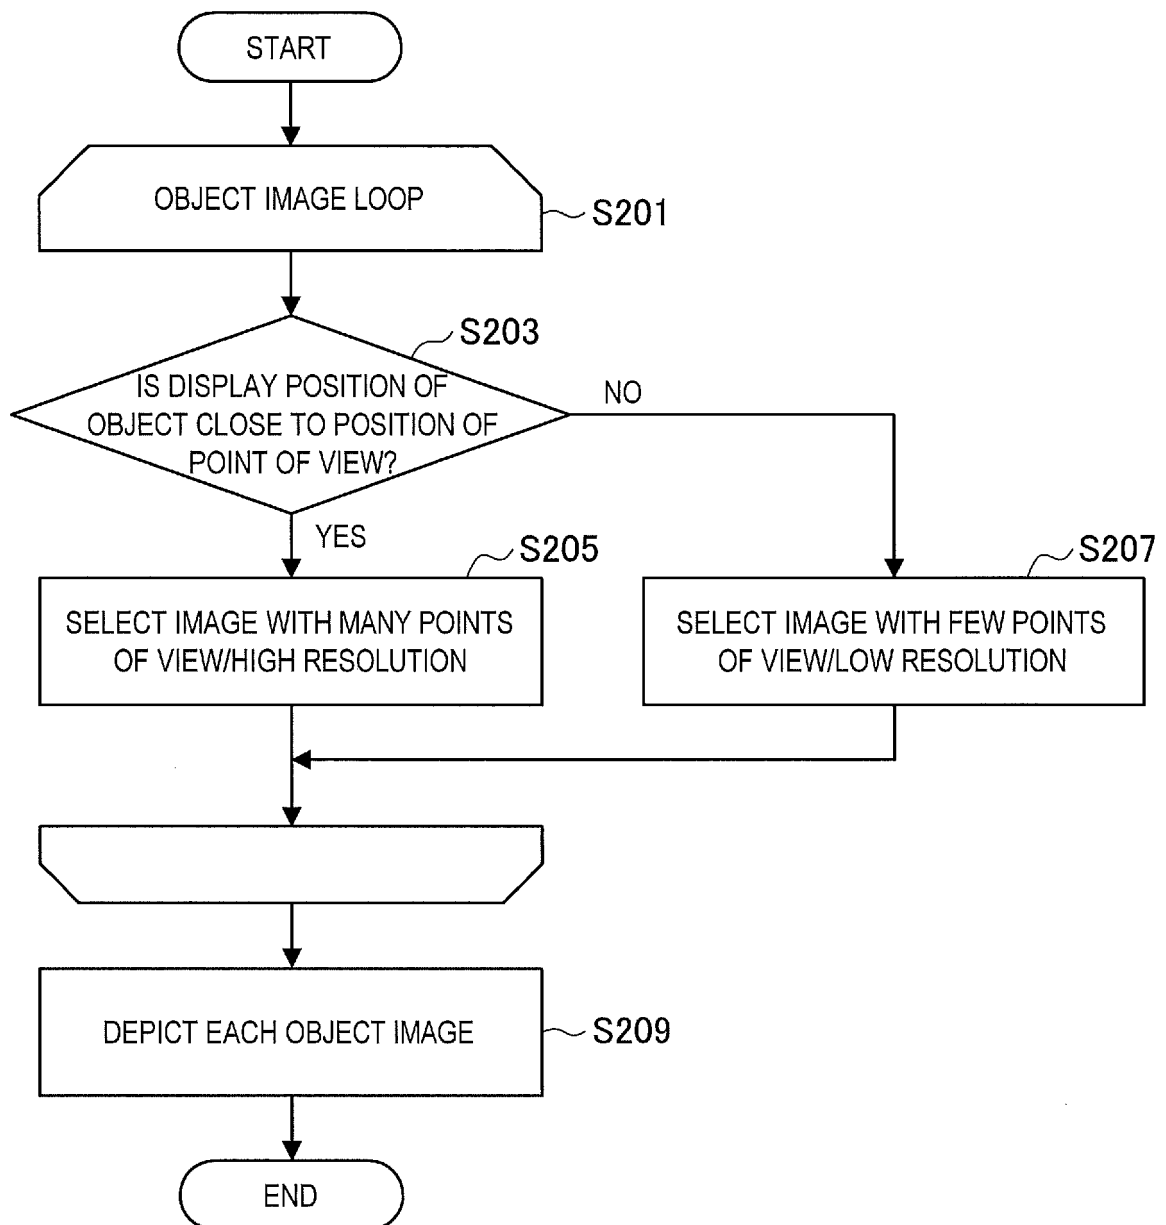 START
OBJECT IMAGE LOOP
S201
S203
IS DISPLAY POSITION OF
OBJECT CLOSE TO POSITION OF
POINT OF VIEW?
NO
YES
S205
SELECT IMAGE WITH MANY POINTS
OF VIEW/HIGH RESOLUTION
S207
SELECT IMAGE WITH FEW POINTS
OF VIEW/LOW RESOLUTION
DEPICT EACH OBJECT IMAGE
S209
END